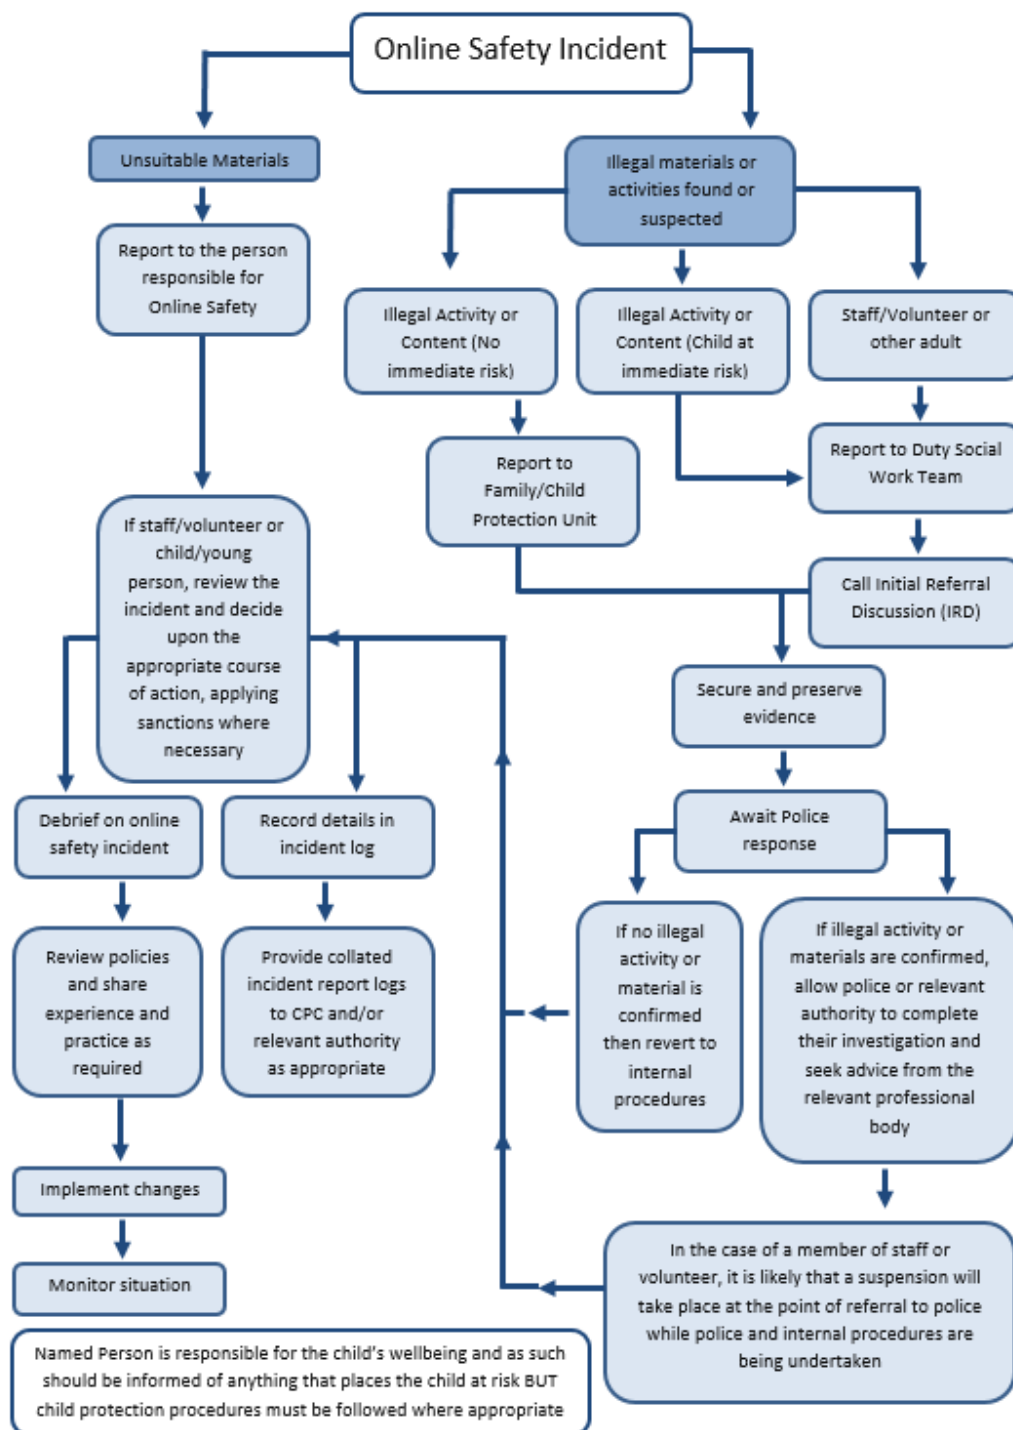 Online Safety Incident
Unsuitable Materials
Illegal materials or
activities found or
suspected
Report to the person
responsible for
Online Safety
Illegal Activity or
Content (No
immediate risk)
Illegal Activity or
Content (Child at
immediate risk)
Staff/Volunteer or
other adult
Report to
Family/Child
Protection Unit
Report to Duty Social
Work Team
If staff/volunteer or
child/young
person, review the
incident and decide
upon the
appropriate course
of action, applying
sanctions where
necessary
Call Initial Referral
Discussion (IRD)
Secure and preserve
evidence
Debrief on online
safety incident
Record details in
incident log
Await Police
response
Review policies
and share
experience and
practice as
required
Provide collated
incident report logs
to CPC and/or
relevant authority
as appropriate
If no illegal
activity or
material is
confirmed
then revert to
internal
procedures
If illegal activity or
materials are confirmed,
allow police or relevant
authority to complete
their investigation and
seek advice from the
relevant professional
body
Implement changes
Monitor situation
In the case of a member of staff or
volunteer, it is likely that a suspension will
take place at the point of referral to police
while police and internal procedures are
being undertaken
Named Person is responsible for the child's wellbeing and as such
should be informed of anything that places the child at risk BUT
child protection procedures must be followed where appropriate